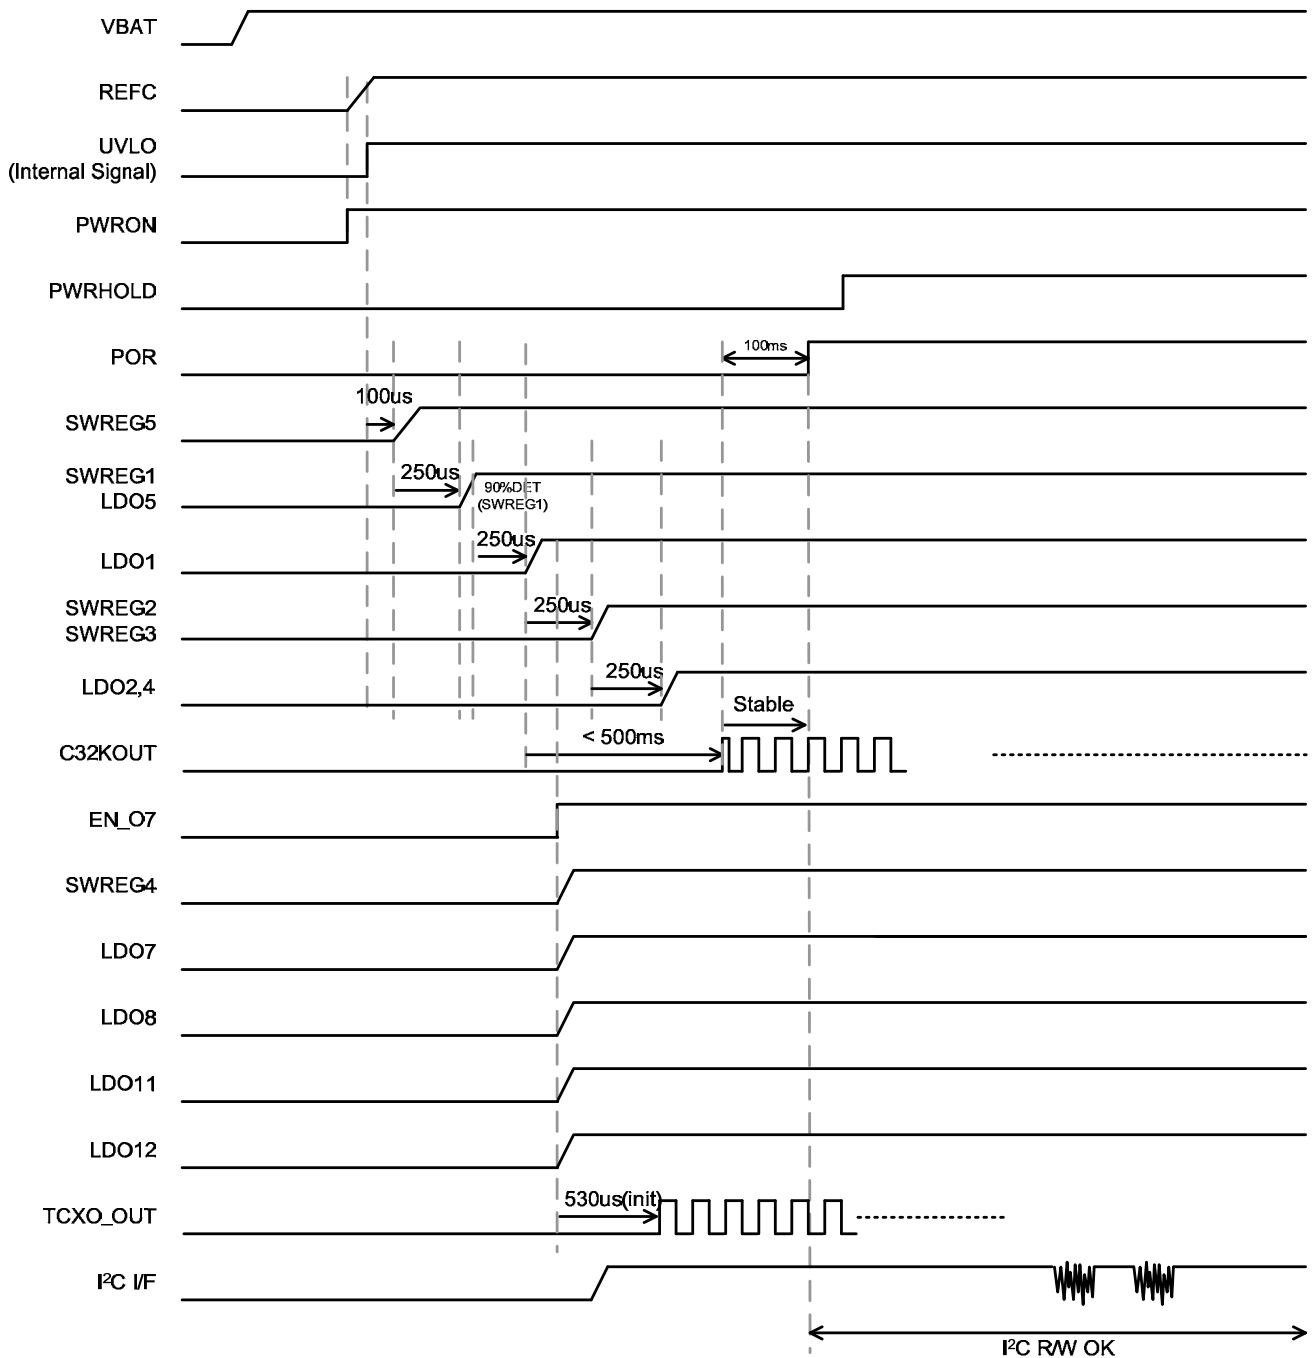 VBAT
REFC
UVLO
(Internal Signal)
PWRON
PWRHOLD
POR
100ms
100us
SWREG5
SWREG1
LDO5
250us
90%DET
(SWREG1)
LDO1
250us
SWREG2
SWREG3
250us
LDO2,4
250us
Stable
C32KOUT
< 500ms
EN_O7
SWREG4
LDO7
LDO8
LDO11
LDO12
TCXO_OUT
530us(init)
I²C I/F
I²C R/W OK